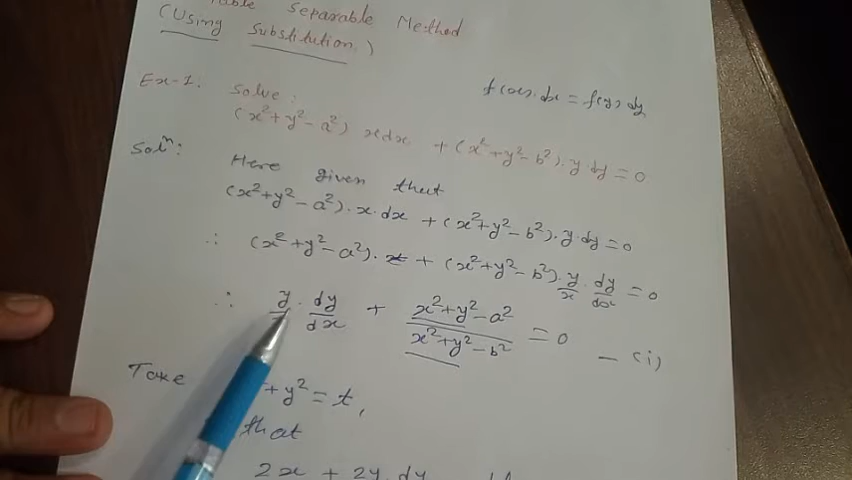 Separable Method
(Using Substitution)
Ex-1. Solve:
f(x).dx = f(y).dy
(x²+y²-a²) xdx + (x²+y²-b²).y.dy = 0
Solⁿ: Here given that
(x²+y²-a²).x.dx + (x²+y²-b²).y.dy = 0
∴ (x²+y²-a²). + (x²+y²-b²).y/x.dy/dx = 0
∴ y/.dy/dx + x²+y²-a²/x²+y²-b² = 0 — (i)
Take +y² = t,
that
2x + 2y.dy